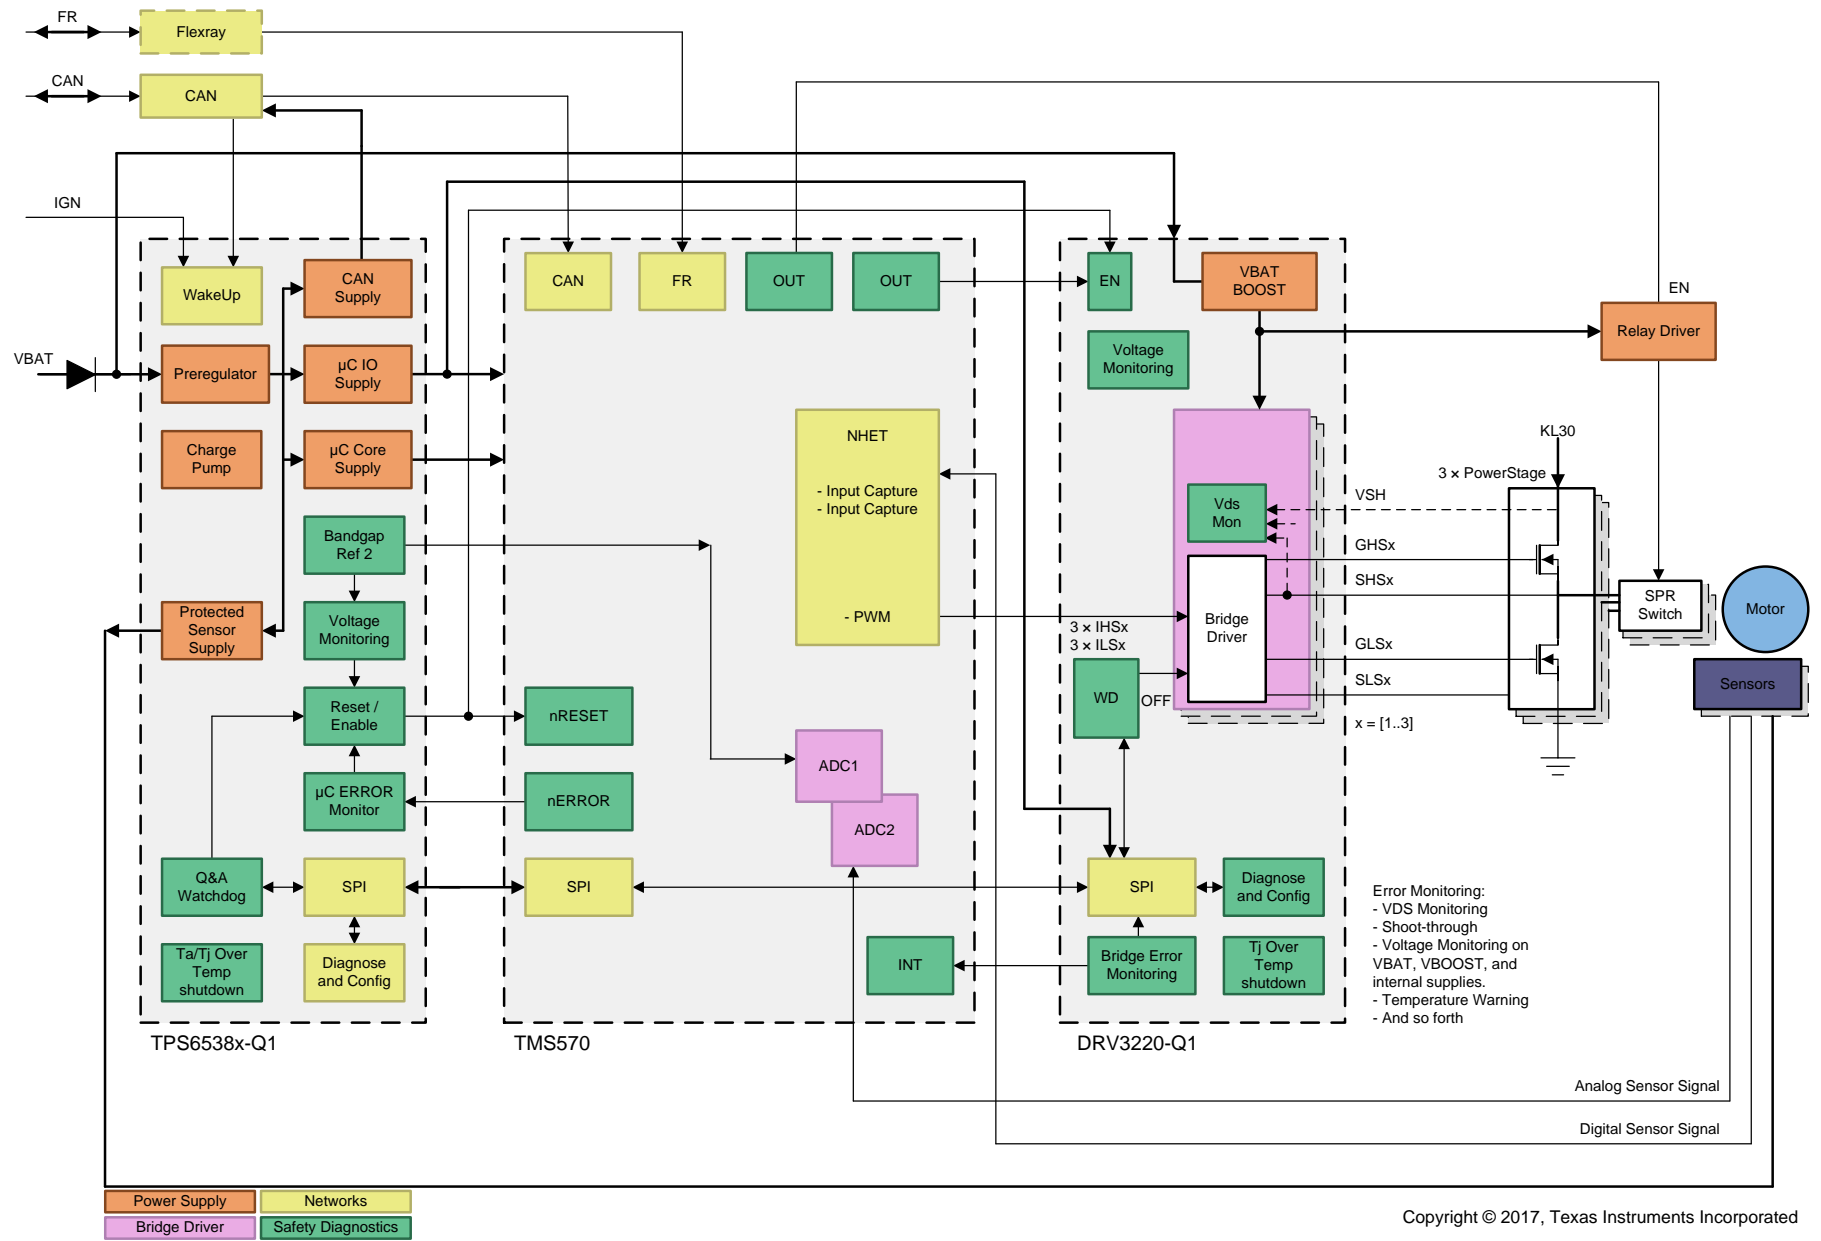 FR
Flexray
CAN
CAN
IGN
VBAT
WakeUp
CAN
Supply
Preregulator
µC IO
Supply
Charge
Pump
µC Core
Supply
Bandgap
Ref 2
Protected
Sensor
Supply
Voltage
Monitoring
Reset /
Enable
µC ERROR
Monitor
Q&A
Watchdog
SPI
Ta/Tj Over
Temp
shutdown
Diagnose
and Config
TPS6538x-Q1
CAN
FR
OUT
OUT
NHET
- Input Capture
- Input Capture
- PWM
nRESET
nERROR
ADC1
ADC2
SPI
INT
TMS570
EN
VBAT
BOOST
Voltage
Monitoring
Vds
Mon
Bridge
Driver
3 × IHSx
3 × ILSx
WD
OFF
SPI
Diagnose
and Config
Bridge Error
Monitoring
Tj Over
Temp
shutdown
DRV3220-Q1
EN
Relay Driver
KL30
3 × PowerStage
VSH
GHSx
SHSx
GLSx
SLSx
x = [1..3]
SPR
Switch
Motor
Sensors
Error Monitoring:
- VDS Monitoring
- Shoot-through
- Voltage Monitoring on
VBAT, VBOOST, and
internal supplies.
- Temperature Warning
- And so forth
Analog Sensor Signal
Digital Sensor Signal
Power Supply
Networks
Bridge Driver
Safety Diagnostics
Copyright © 2017, Texas Instruments Incorporated